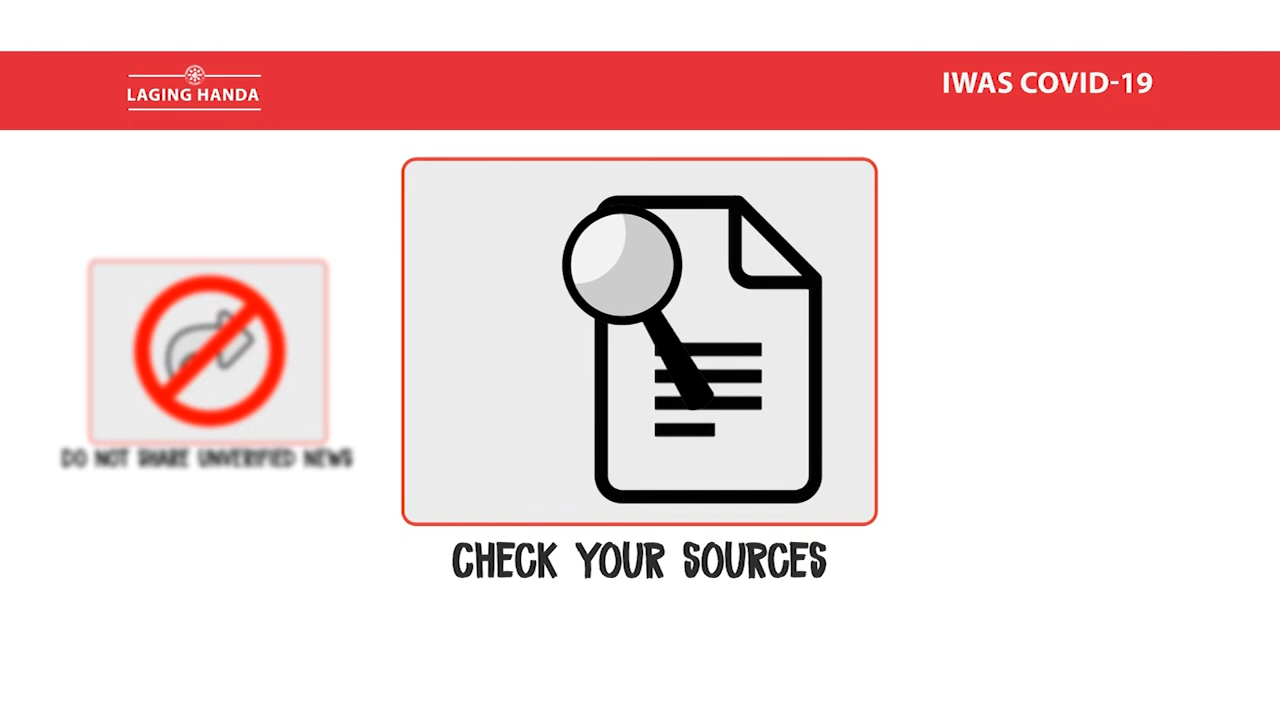 LAGING HANDA
IWAS COVID-19
DO NOT SHARE UNVERIFIED NEWS
CHECK YOUR SOURCES